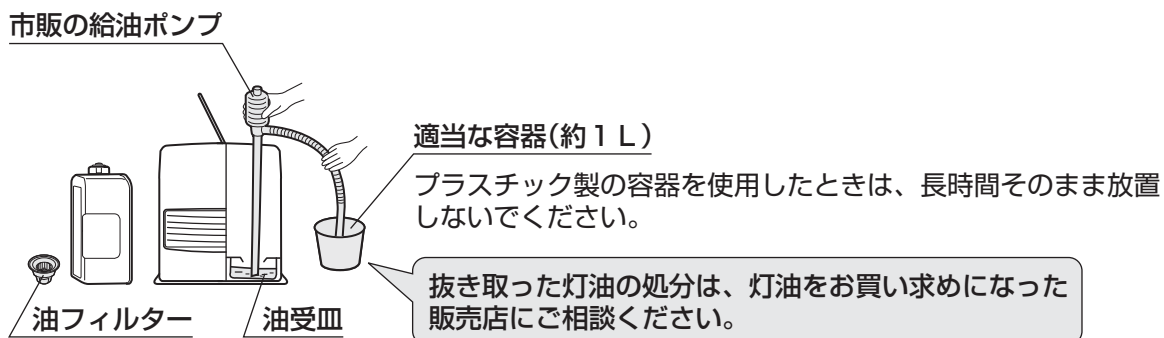 市販の給油ポンプ
適当な容器(約1L)
プラスチック製の容器を使用したときは、長時間そのまま放置
しないでください。
抜き取った灯油の処分は、灯油をお買い求めになった
販売店にご相談ください。
油フィルター
油受皿